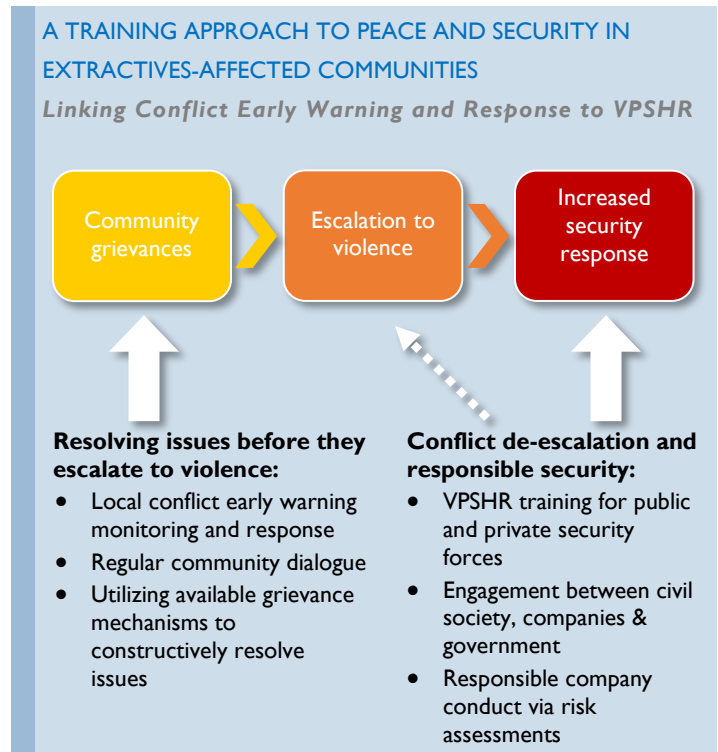 A TRAINING APPROACH TO PEACE AND SECURITY IN
EXTRACTIVES-AFFECTED COMMUNITIES
Linking Conflict Early Warning and Response to VPSHR
Community
grievances
Escalation to
violence
Increased
security
response
Resolving issues before they
escalate to violence:
• Local conflict early warning
monitoring and response
• Regular community dialogue
• Utilizing available grievance
mechanisms to
constructively resolve
issues
Conflict de-escalation and
responsible security:
• VPSHR training for public
and private security
forces
• Engagement between civil
society, companies &
government
• Responsible company
conduct via risk
assessments